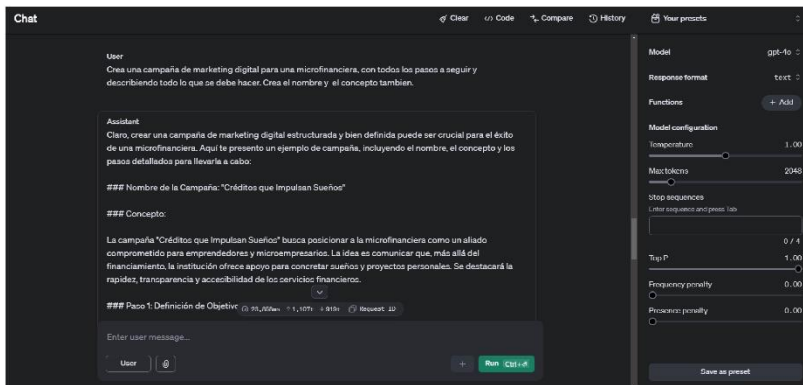 Chat
Clear
Code
Compare
History
Your presets
User
Crea una campaña de marketing digital para una microfinanciera, con todos los pasos a seguir y
describiendo todo lo que se debe hacer. Crea el nombre y el concepto tambien.
Assistant
Claro, crear una campaña de marketing digital estructurada y bien definida puede ser crucial para el éxito
de una microfinanciera. Aquí te presento un ejemplo de campaña, incluyendo el nombre, el concepto y los
pasos detallados para llevarla a cabo:
### Nombre de la Campaña: "Créditos que Impulsan Sueños"
### Concepto:
La campaña "Créditos que Impulsan Sueños" busca posicionar a la microfinanciera como un aliado
comprometido para emprendedores y microempresarios. La idea es comunicar que, más allá del
financiamiento, la institución ofrece apoyo para concretar sueños y proyectos personales. Se destacará la
rapidez, transparencia y accesibilidad de los servicios financieros.
### Paso 1: Definición de Objetivo
Request ID
Enter user message...
User
Run Ctrl+
Model gpt-4o
Response format text
Functions + Add
Model configuration
Temperature 1.00
Max tokens 2048
Stop sequences
Enter sequence and press Tab
0 / 4
Top P 1.00
Frequency penalty 0.00
Presence penalty 0.00
Save as preset